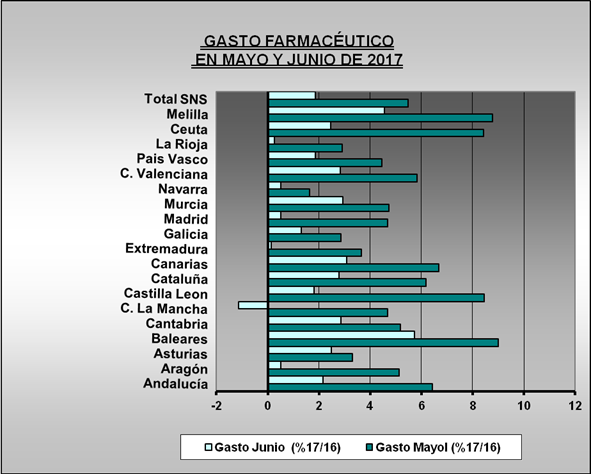 GASTO FARMACÉUTICO
EN MAYO Y JUNIO DE 2017
Total SNS
Melilla
Ceuta
La Rioja
Pais Vasco
C. Valenciana
Navarra
Murcia
Madrid
Galicia
Extremadura
Canarias
Cataluña
Castilla Leon
C. La Mancha
Cantabria
Baleares
Asturias
Aragón
Andalucía
-2 0 2 4 6 8 10 12
Gasto Junio (%17/16) Gasto Mayol (%17/16)